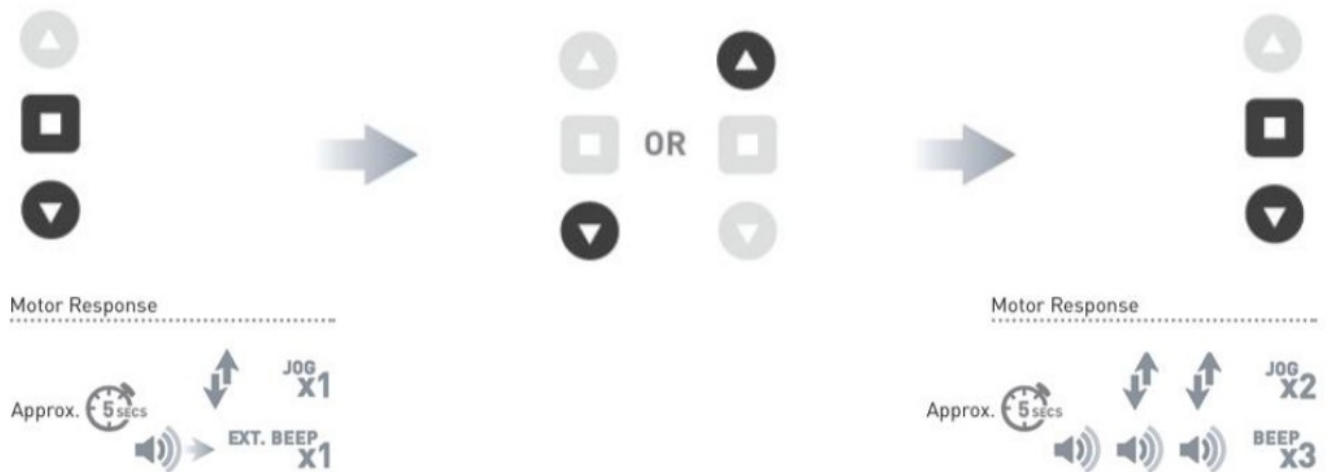 OR
Motor Response
Approx. 5 SECS
JOG x1
EXT. BEEP x1
Motor Response
Approx. 5 SECS
JOG x2
BEEP x3